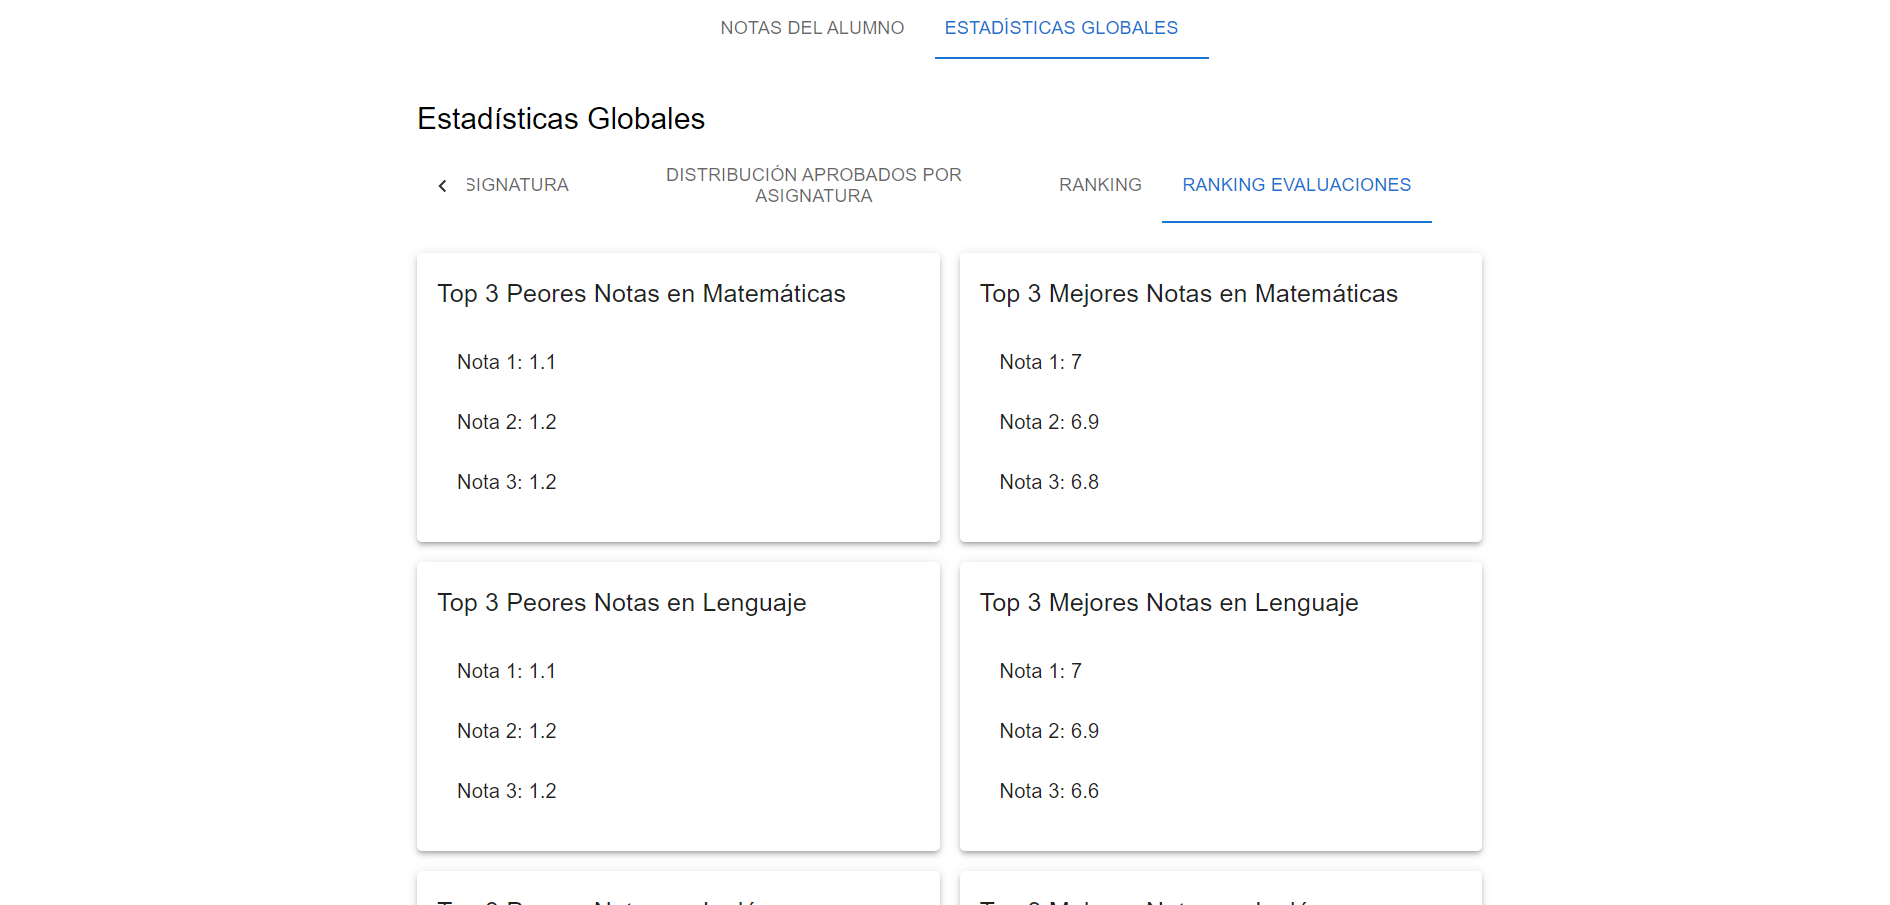 NOTAS DEL ALUMNO ESTADÍSTICAS GLOBALES
Estadísticas Globales
SIGNATURA
DISTRIBUCIÓN APROBADOS POR
ASIGNATURA
RANKING
RANKING EVALUACIONES
Top 3 Peores Notas en Matemáticas
Nota 1: 1.1
Nota 2: 1.2
Nota 3: 1.2
Top 3 Mejores Notas en Matemáticas
Nota 1: 7
Nota 2: 6.9
Nota 3: 6.8
Top 3 Peores Notas en Lenguaje
Nota 1: 1.1
Nota 2: 1.2
Nota 3: 1.2
Top 3 Mejores Notas en Lenguaje
Nota 1: 7
Nota 2: 6.9
Nota 3: 6.6